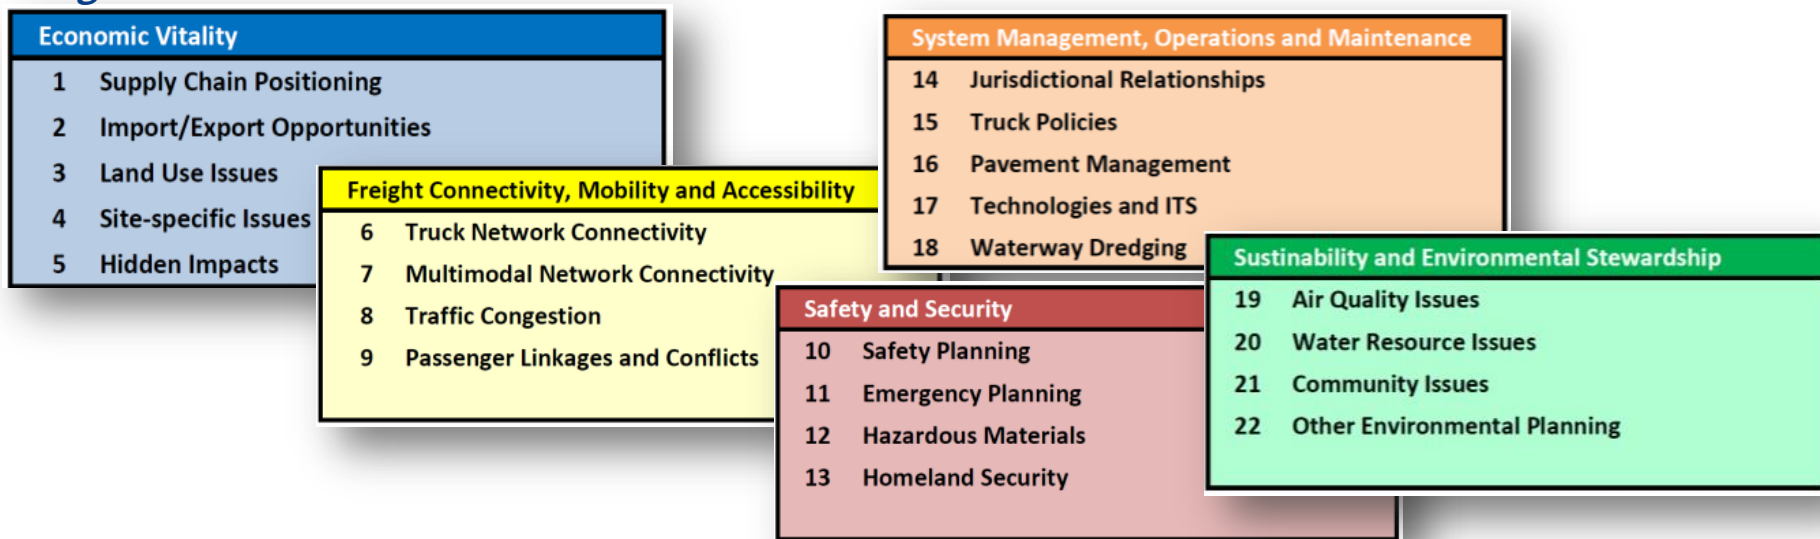 Economic Vitality
1 Supply Chain Positioning
2 Import/Export Opportunities
3 Land Use Issues
4 Site-specific Issues
5 Hidden Impacts
Freight Connectivity, Mobility and Accessibility
6 Truck Network Connectivity
7 Multimodal Network Connectivity
8 Traffic Congestion
9 Passenger Linkages and Conflicts
Safety and Security
10 Safety Planning
11 Emergency Planning
12 Hazardous Materials
13 Homeland Security
System Management, Operations and Maintenance
14 Jurisdictional Relationships
15 Truck Policies
16 Pavement Management
17 Technologies and ITS
18 Waterway Dredging
Sustinability and Environmental Stewardship
19 Air Quality Issues
20 Water Resource Issues
21 Community Issues
22 Other Environmental Planning